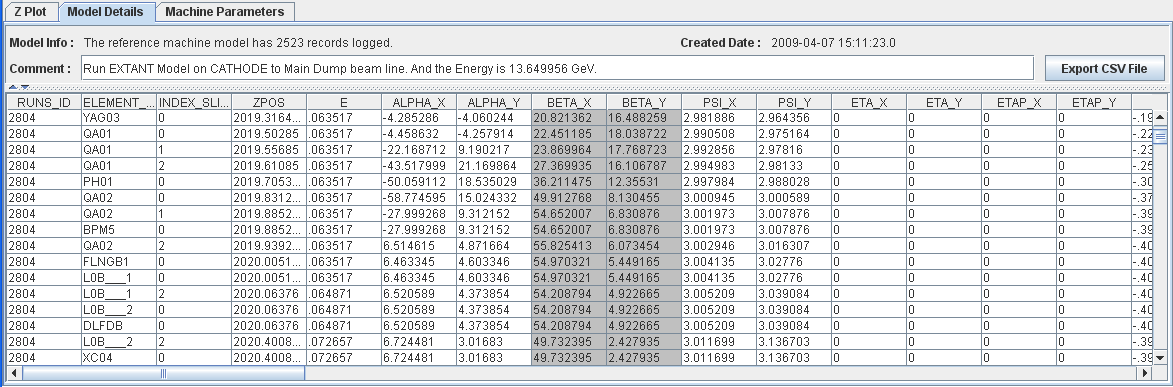 Z Plot Model Details Machine Parameters
Model Info : The reference machine model has 2523 records logged. Created Date : 2009-04-07 15:11:23.0
Comment : Run EXTANT Model on CATHODE to Main Dump beam line. And the Energy is 13.649956 GeV. Export CSV File
RUNS_ID ELEMENT_... INDEX_SLI... ZPOS E ALPHA_X ALPHA_Y BETA_X BETA_Y PSI_X PSI_Y ETA_X ETA_Y ETAP_X ETAP_Y
2804 YAG03 0 2019.3164... .063517 -4.285286 -4.060244 20.821362 16.488259 2.981886 2.964356 0 0 0 0 -.19
2804 QA01 0 2019.50285 .063517 -4.458632 -4.257914 22.451185 18.038722 2.990508 2.975164 0 0 0 0 -.22
2804 QA01 1 2019.55685 .063517 -22.168712 9.190217 23.869964 17.768723 2.992856 2.97816 0 0 0 0 -.23
2804 QA01 2 2019.61085 .063517 -43.517999 21.169864 27.369935 16.106787 2.994983 2.98133 0 0 0 0 -.25
2804 PH01 0 2019.7053... .063517 -50.059112 18.535029 36.211475 12.35531 2.997984 2.988028 0 0 0 0 -.30
2804 QA02 0 2019.8312... .063517 -58.774595 15.024332 49.912768 8.130455 3.000945 3.000589 0 0 0 0 -.37
2804 QA02 1 2019.8852... .063517 -27.999268 9.312152 54.652007 6.830876 3.001973 3.007876 0 0 0 0 -.39
2804 BPM5 0 2019.8852... .063517 -27.999268 9.312152 54.652007 6.830876 3.001973 3.007876 0 0 0 0 -.39
2804 QA02 2 2019.9392... .063517 6.514615 4.871664 55.825413 6.073454 3.002946 3.016307 0 0 0 0 -.39
2804 FLNGB1 0 2020.0051... .063517 6.463345 4.603346 54.970321 5.449165 3.004135 3.02776 0 0 0 0 -.40
2804 L0B___1 0 2020.0051... .063517 6.463345 4.603346 54.970321 5.449165 3.004135 3.02776 0 0 0 0 -.40
2804 L0B___1 2 2020.06376 .064871 6.520589 4.373854 54.208794 4.922665 3.005209 3.039084 0 0 0 0 -.40
2804 L0B___2 0 2020.06376 .064871 6.520589 4.373854 54.208794 4.922665 3.005209 3.039084 0 0 0 0 -.40
2804 DLFDB 0 2020.06376 .064871 6.520589 4.373854 54.208794 4.922665 3.005209 3.039084 0 0 0 0 -.40
2804 L0B___2 2 2020.4008... .072657 6.724481 3.01683 49.732395 2.427935 3.011699 3.136703 0 0 0 0 -.39
2804 XC04 0 2020.4008... .072657 6.724481 3.01683 49.732395 2.427935 3.011699 3.136703 0 0 0 0 -.39